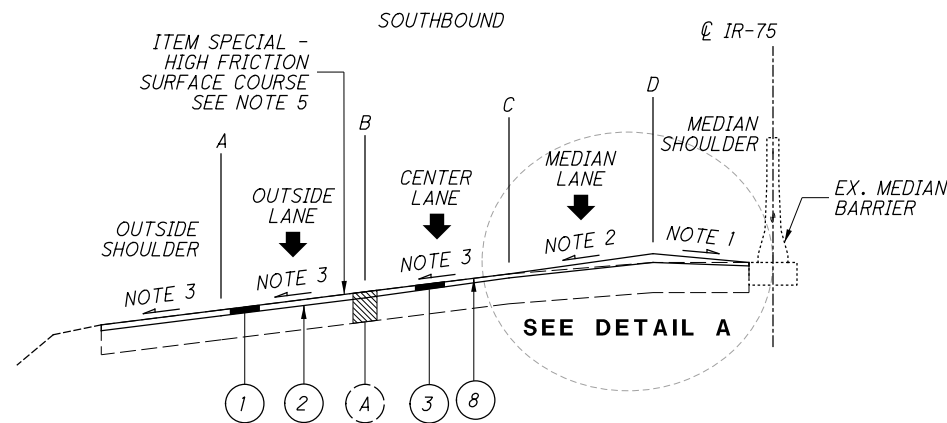 SOUTHBOUND
℄ IR-75
ITEM SPECIAL -
HIGH FRICTION
SURFACE COURSE
SEE NOTE 5
A
B
C
D
MEDIAN
SHOULDER
OUTSIDE
LANE
CENTER
LANE
MEDIAN
LANE
EX. MEDIAN
BARRIER
OUTSIDE
SHOULDER
NOTE 3
NOTE 3
NOTE 3
NOTE 2
NOTE 1
SEE DETAIL A
1
2
A
3
8